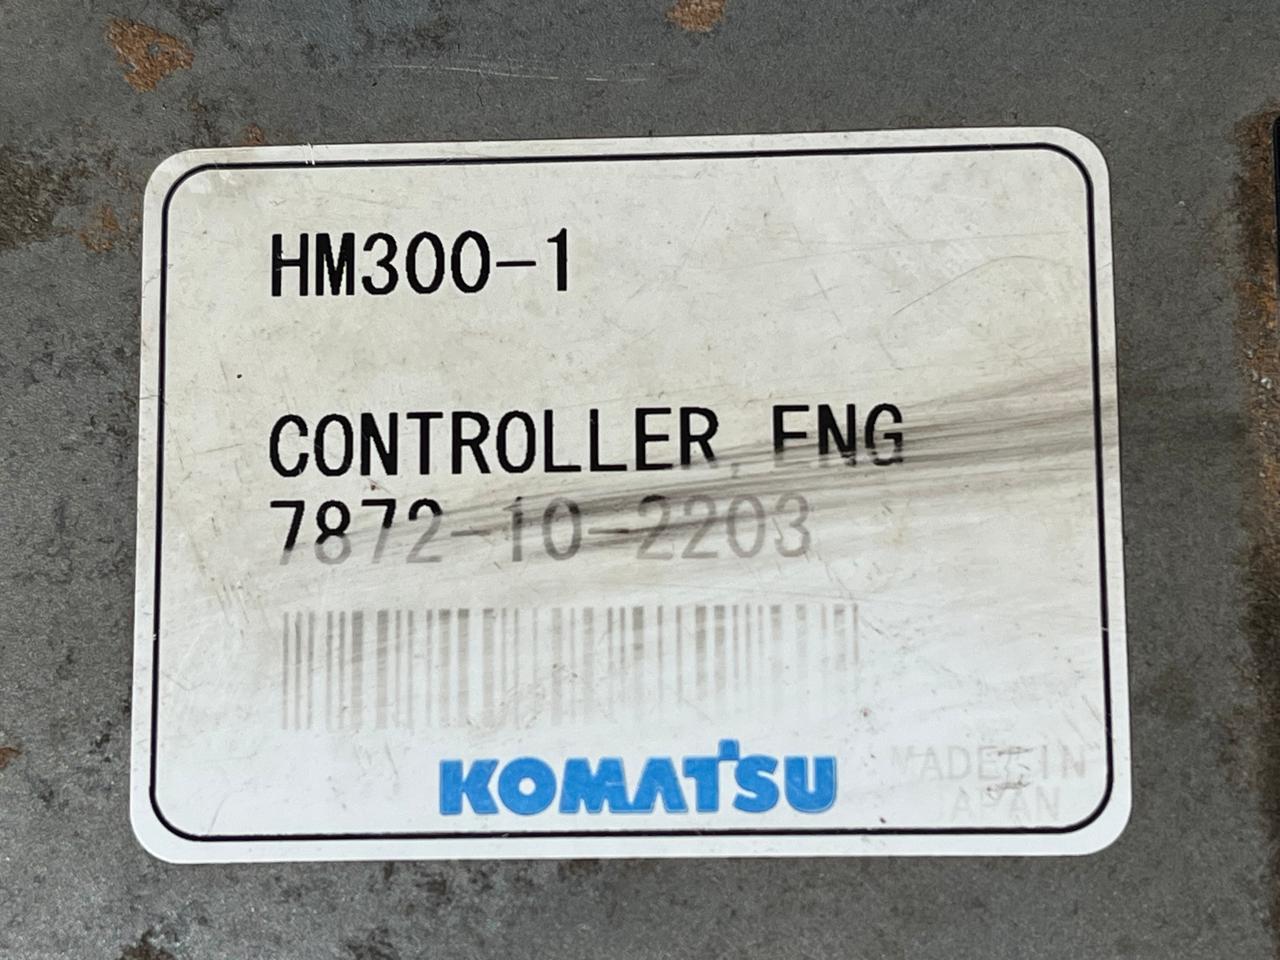 HM300-1
CONTROLLER, ENG
7872-10-2203
KOMATSU
MADE IN
JAPAN